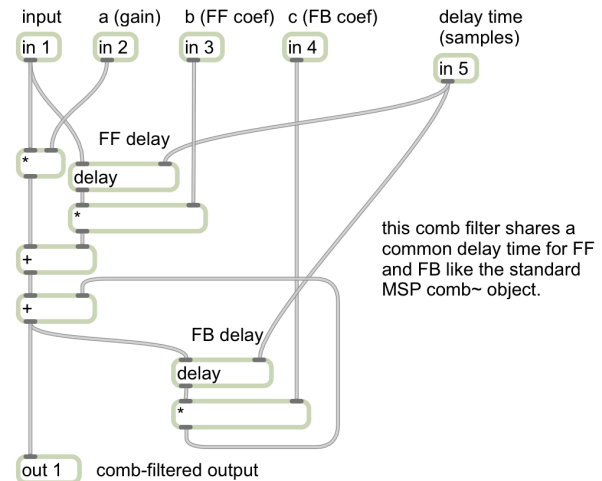 input
a (gain)
b (FF coef)
c (FB coef)
delay time
(samples)
in 1
in 2
in 3
in 4
in 5
FF delay
*
delay
*
this comb filter shares a
common delay time for FF
and FB like the standard
MSP comb~ object.
+
+
FB delay
delay
*
out 1
comb-filtered output